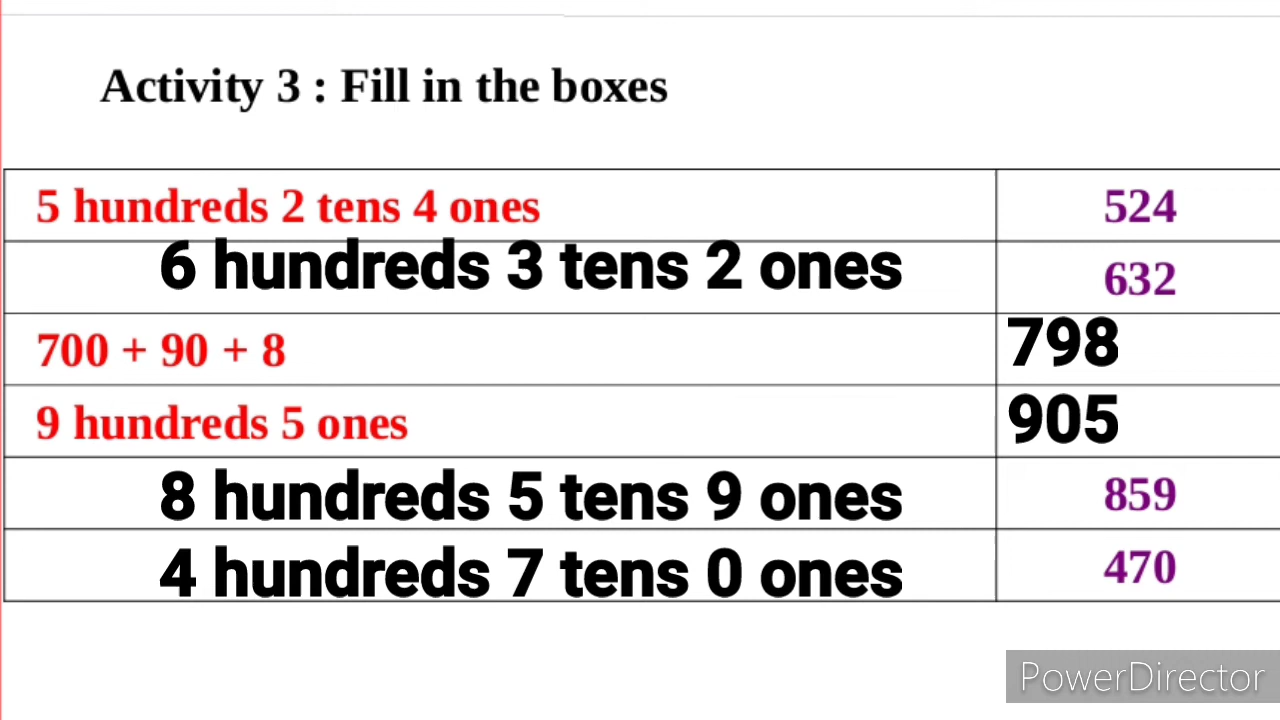 Activity 3 : Fill in the boxes
5 hundreds 2 tens 4 ones 524
6 hundreds 3 tens 2 ones 632
700 + 90 + 8 798
9 hundreds 5 ones 905
8 hundreds 5 tens 9 ones 859
4 hundreds 7 tens 0 ones 470
PowerDirector